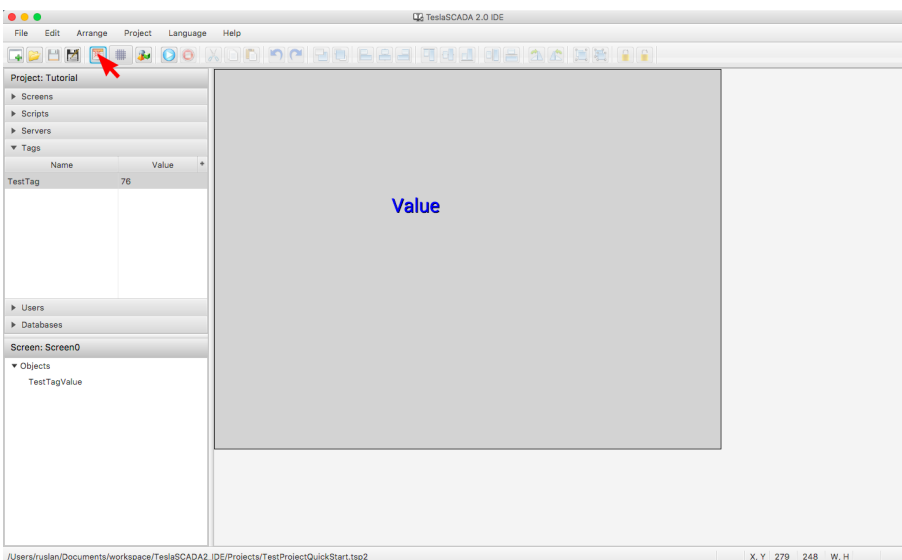 TeslaSCADA 2.0 IDE
File Edit Arrange Project Language Help
Project: Tutorial
Screens
Scripts
Servers
Tags
Name Value +
TestTag 76
Value
Users
Databases
Screen: Screen0
Objects
TestTagValue
/Users/ruslan/Documents/workspace/TeslaSCADA2_IDE/Projects/TestProjectQuickStart.tsp2 X, Y 279 248 W, H